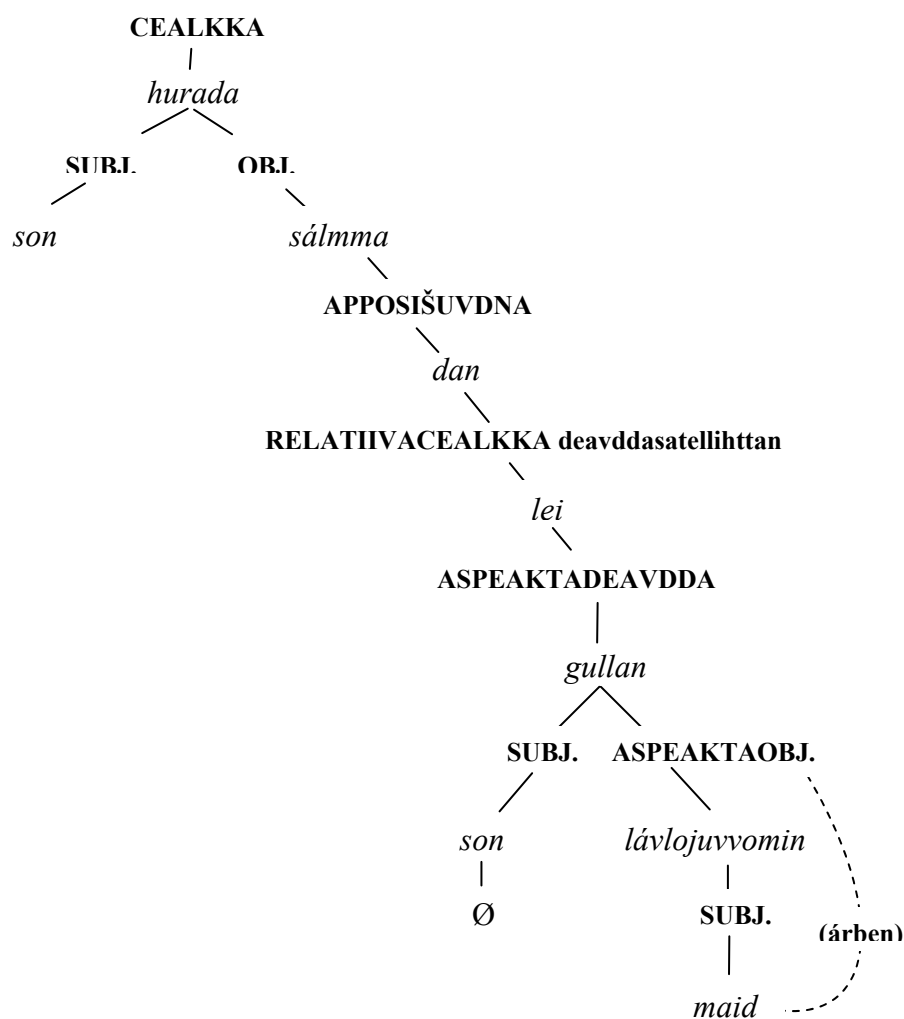 CEALKKA
hurada
SUBJ. OBJ.
son sálmma
APPOSIŠUVDNA
dan
RELATIIVACEALKKA deavddasatellihttan
lei
ASPEAKTADEAVDDA
gullan
SUBJ. ASPEAKTAOBJ.
son lávlojuvvomin
Ø SUBJ.
(árben)
maid